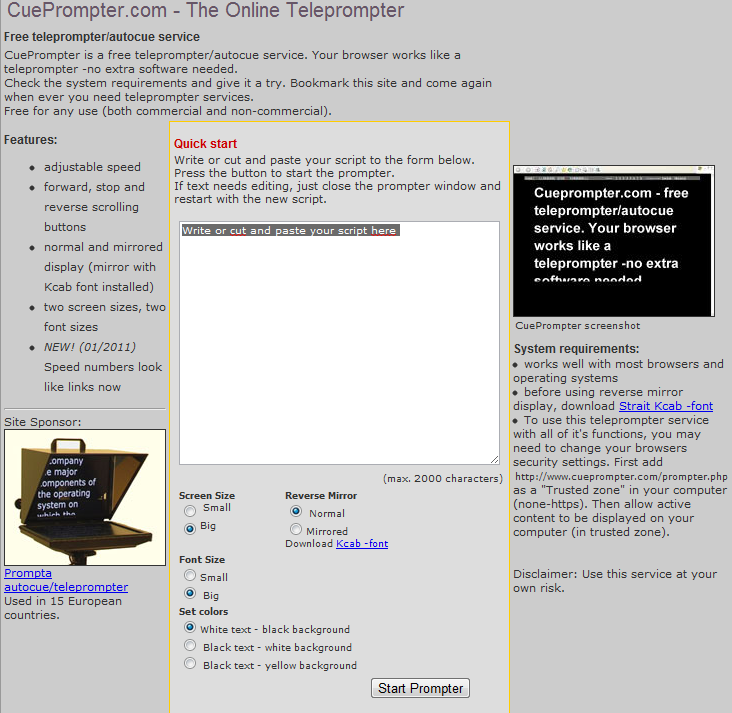 CuePrompter.com - The Online Teleprompter
Free teleprompter/autocue service
CuePrompter is a free teleprompter/autocue service. Your browser works like a
teleprompter -no extra software needed.
Check the system requirements and give it a try. Bookmark this site and come again
when ever you need teleprompter services.
Free for any use (both commercial and non-commercial).
Features:
adjustable speed
forward, stop and
reverse scrolling
buttons
normal and mirrored
display (mirror with
Kcab font installed)
two screen sizes, two
font sizes
NEW! (01/2011)
Speed numbers look
like links now
Site Sponsor:
company
he major
components of
the operating
system on
which the
Prompta
autocue/teleprompter
Used in 15 European
countries.
Quick start
Write or cut and paste your script to the form below.
Press the button to start the prompter.
If text needs editing, just close the prompter window and
restart with the new script.
Write or cut and paste your script here
(max. 2000 characters)
Screen Size
Small
Big
Reverse Mirror
Normal
Mirrored
Download Kcab -font
Font Size
Small
Big
Set colors
White text - black background
Black text - white background
Black text - yellow background
Start Prompter
Cueprompter.com - free
teleprompter/autocue
service. Your browser
works like a
teleprompter -no extra
software needed
CuePrompter screenshot
System requirements:
works well with most browsers and
operating systems
before using reverse mirror
display, download Strait Kcab -font
To use this teleprompter service
with all of it's functions, you may
need to change your browsers
security settings. First add
http://www.cueprompter.com/prompter.php
as a "Trusted zone" in your computer
(none-https). Then allow active
content to be displayed on your
computer (in trusted zone).
Disclaimer: Use this service at your
own risk.